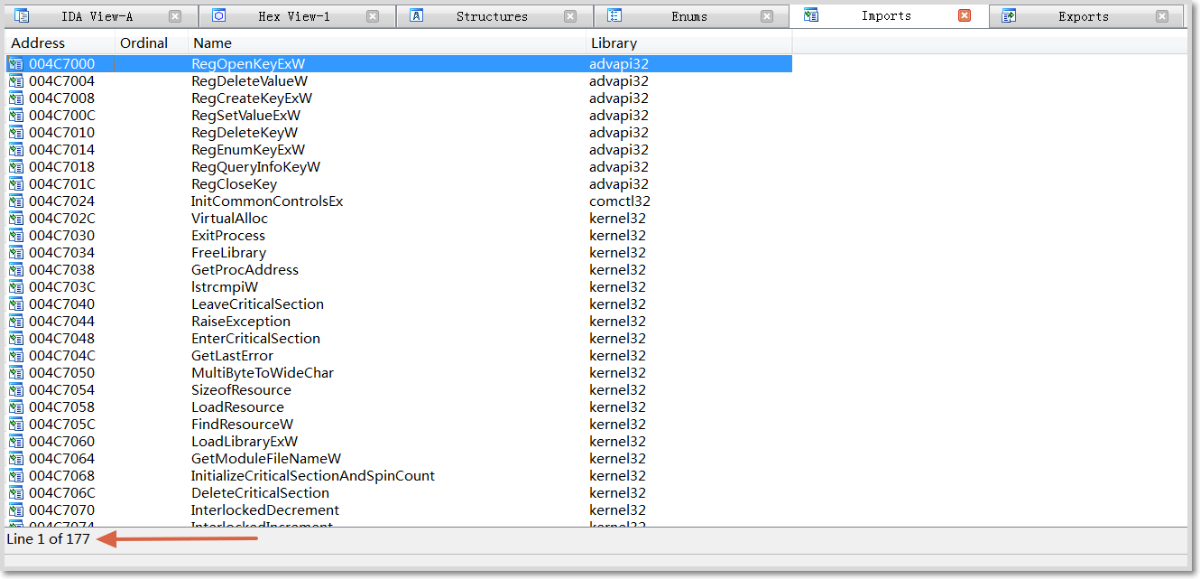 IDA View-A Hex View-1 Structures Enums Imports Exports
Address Ordinal Name Library
004C7000 RegOpenKeyExW advapi32
004C7004 RegDeleteValueW advapi32
004C7008 RegCreateKeyExW advapi32
004C700C RegSetValueExW advapi32
004C7010 RegDeleteKeyW advapi32
004C7014 RegEnumKeyExW advapi32
004C7018 RegQueryInfoKeyW advapi32
004C701C RegCloseKey advapi32
004C7024 InitCommonControlsEx comctl32
004C702C VirtualAlloc kernel32
004C7030 ExitProcess kernel32
004C7034 FreeLibrary kernel32
004C7038 GetProcAddress kernel32
004C703C lstrcmpiW kernel32
004C7040 LeaveCriticalSection kernel32
004C7044 RaiseException kernel32
004C7048 EnterCriticalSection kernel32
004C704C GetLastError kernel32
004C7050 MultiByteToWideChar kernel32
004C7054 SizeofResource kernel32
004C7058 LoadResource kernel32
004C705C FindResourceW kernel32
004C7060 LoadLibraryExW kernel32
004C7064 GetModuleFileNameW kernel32
004C7068 InitializeCriticalSectionAndSpinCount kernel32
004C706C DeleteCriticalSection kernel32
004C7070 InterlockedDecrement kernel32
004C7074 InterlockedIncrement kernel32
Line 1 of 177